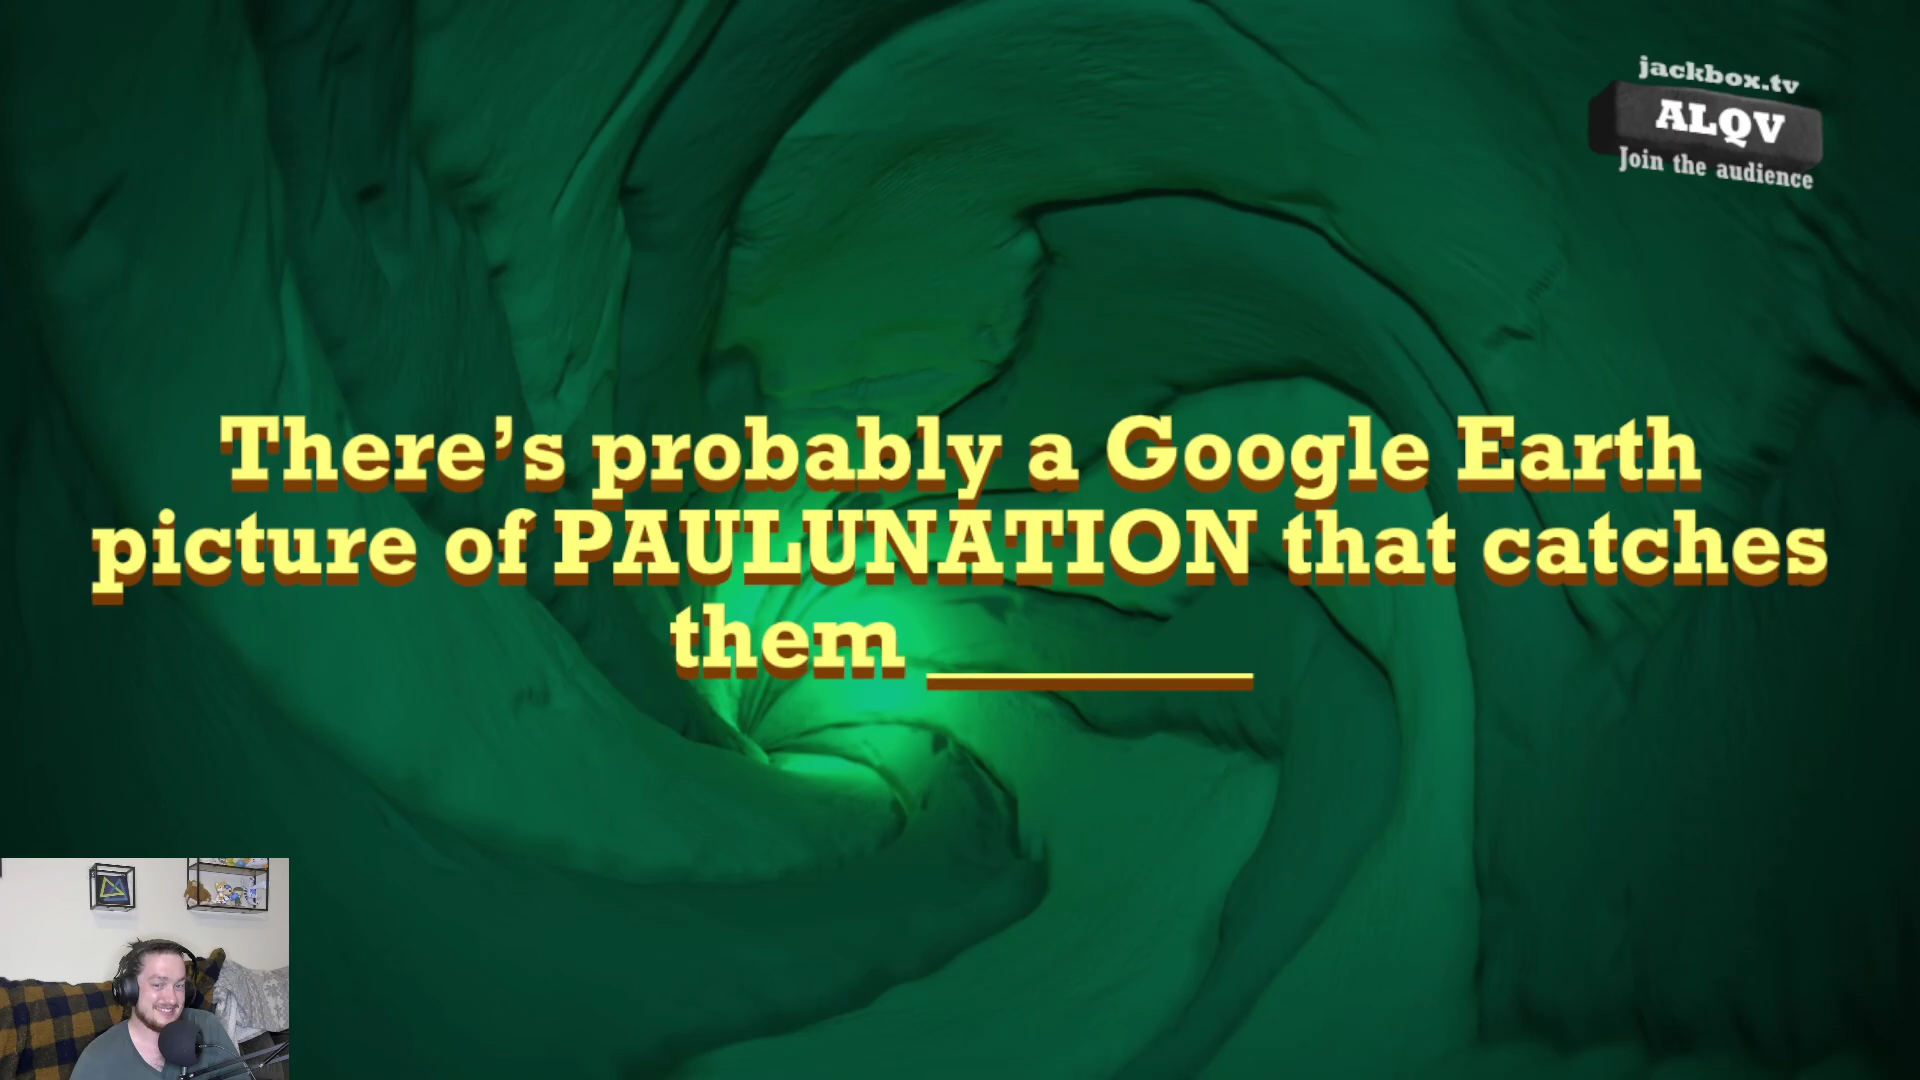 jackbox.tv
ALQV
Join the audience
There's probably a Google Earth
picture of PAULUNATION that catches
them ________